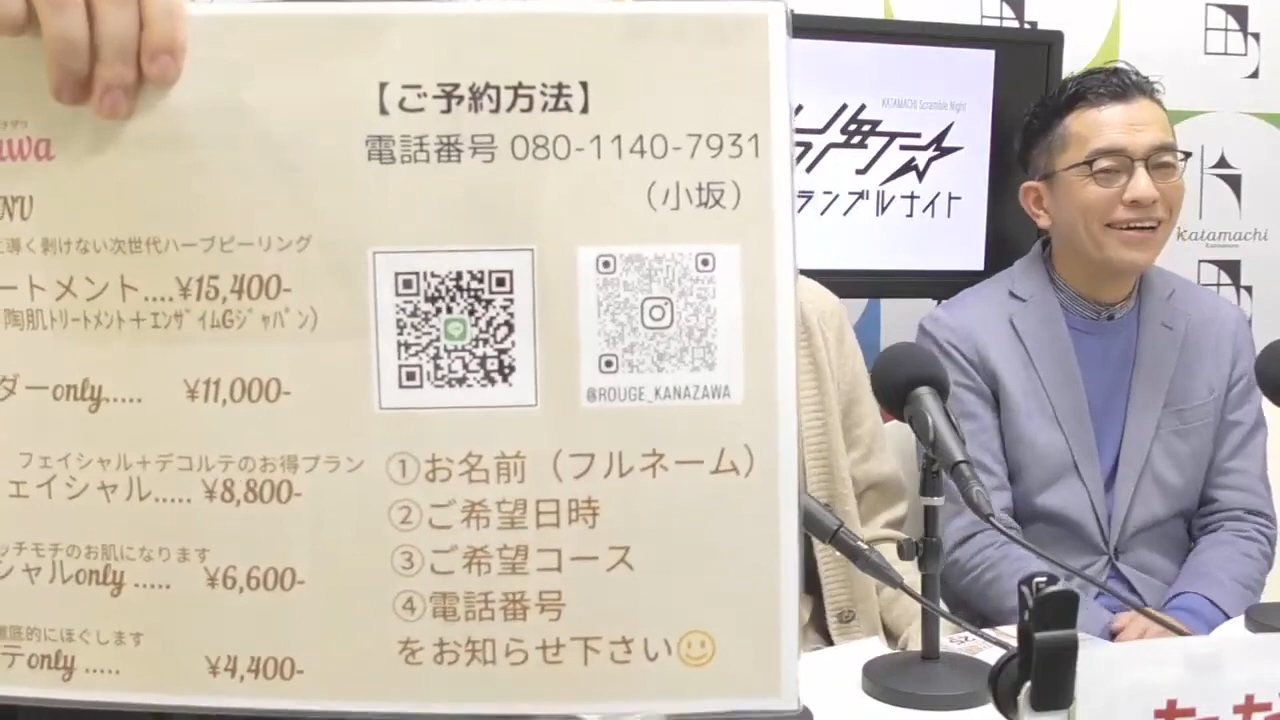 【ご予約方法】
電話番号 080-1140-7931
（小坂）
@ROUGE_KANAZAWA
①お名前（フルネーム）
②ご希望日時
③ご希望コース
④電話番号
をお知らせ下さい
awa
NU
に導く剥けない次世代ハーブピーリング
ートメント....¥15,400-
陶肌トリートメント＋エンザイムGジャパン）
ダーonly..... ¥11,000-
フェイシャル＋デコルテのお得プラン
ェイシャル..... ¥8,800-
ッチモチのお肌になります
シャルonly ..... ¥6,600-
徹底的にほぐします
テonly ..... ¥4,400-
KATAMACHI Scramble Night
片町☆
ランブルナイト
katamachi